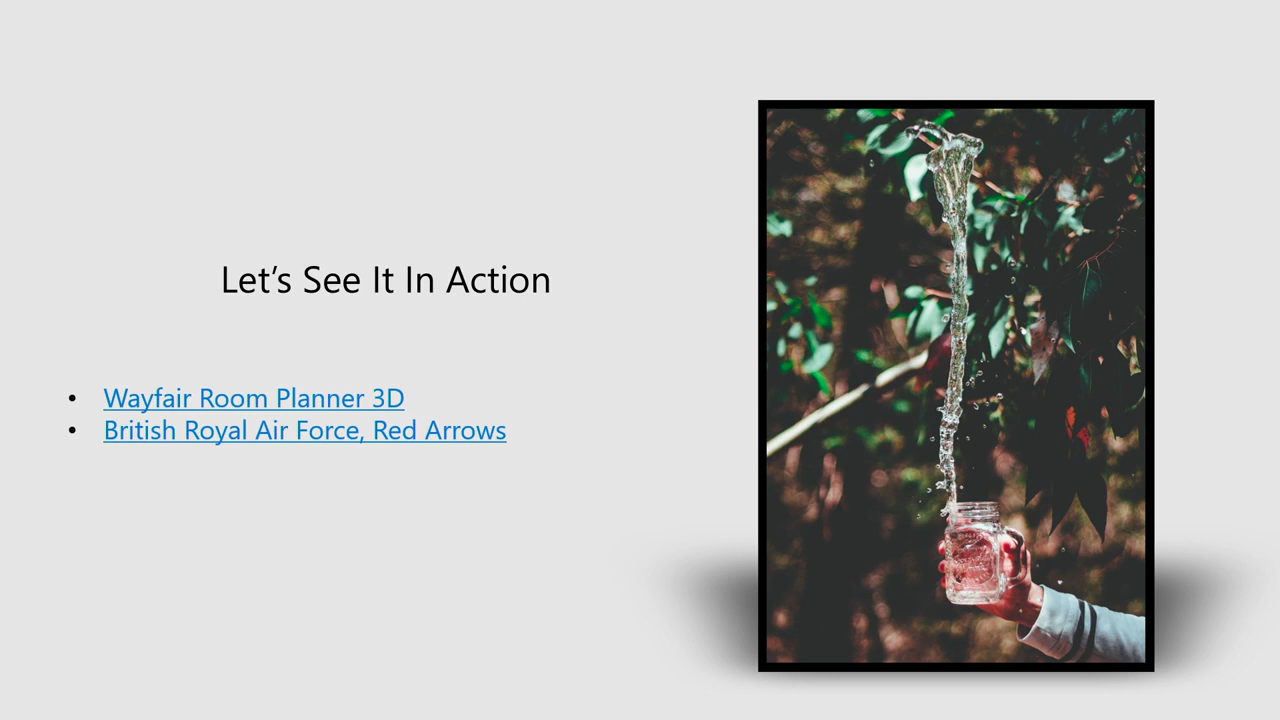 Let’s See It In Action
• Wayfair Room Planner 3D
• British Royal Air Force, Red Arrows